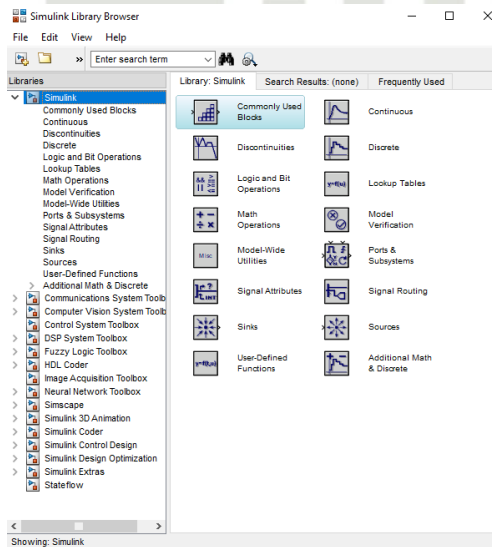 Simulink Library Browser
File Edit View Help
» Enter search term
Libraries
Library: Simulink Search Results: (none) Frequently Used
Simulink
Commonly Used Blocks
Continuous
Discontinuities
Discrete
Logic and Bit Operations
Lookup Tables
Math Operations
Model Verification
Model-Wide Utilities
Ports & Subsystems
Signal Attributes
Signal Routing
Sinks
Sources
User-Defined Functions
Additional Math & Discrete
Communications System Toolb
Computer Vision System Toolb
Control System Toolbox
DSP System Toolbox
Fuzzy Logic Toolbox
HDL Coder
Image Acquisition Toolbox
Neural Network Toolbox
Simscape
Simulink 3D Animation
Simulink Coder
Simulink Control Design
Simulink Design Optimization
Simulink Extras
Stateflow
Commonly Used
Blocks
Continuous
Discontinuities
Discrete
Logic and Bit
Operations
y=f(u)
Lookup Tables
Math
Operations
Model
Verification
Misc
Model-Wide
Utilities
Ports &
Subsystems
Signal Attributes
Signal Routing
Sinks
Sources
User-Defined
Functions
Additional Math
& Discrete
Showing: Simulink